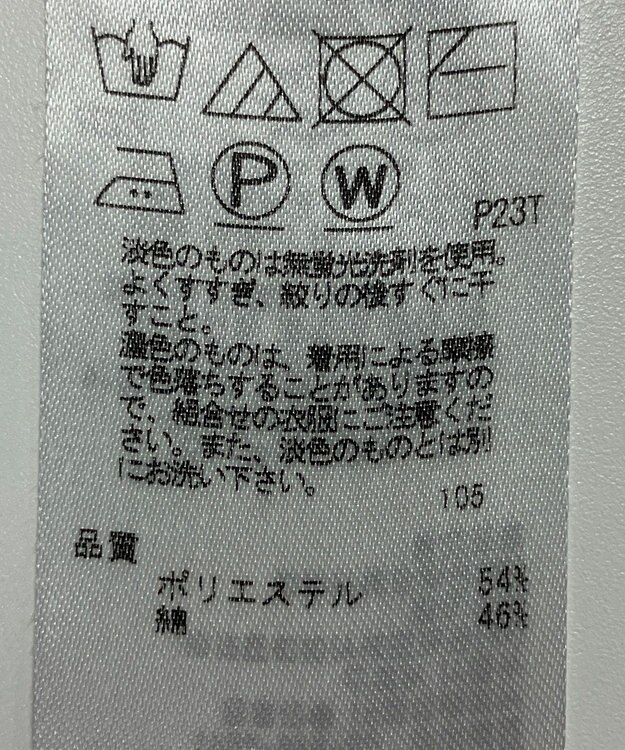 P
W
P23T
淡色のものは無蛍光洗剤を使用。
よくすすぎ、絞りの後すぐに干
すこと。
濃色のものは、着用による摩擦
で色落ちすることがありますの
で、組合せの衣服にご注意くだ
さい。また、淡色のものとは別
にお洗い下さい。
105
品質
ポリエステル 54%
綿 46%